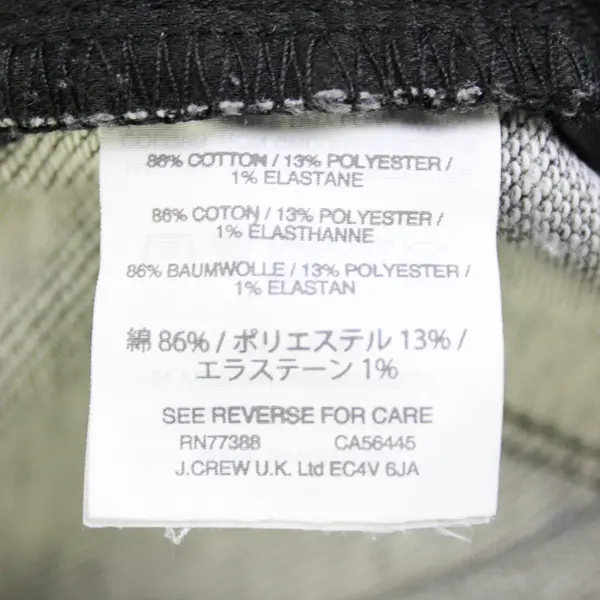 86% COTTON / 13% POLYESTER /
1% ELASTANE
86% COTON / 13% POLYESTER /
1% ÉLASTHANNE
86% BAUMWOLLE / 13% POLYESTER /
1% ELASTAN
綿 86% / ポリエステル 13% /
エラステーン 1%
SEE REVERSE FOR CARE
RN77388 CA56445
J.CREW U.K. Ltd EC4V 6JA